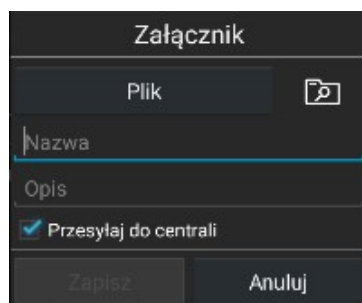 Załącznik
Plik
Nazwa
Opis
Przesyłaj do centrali
Zapisz
Anuluj